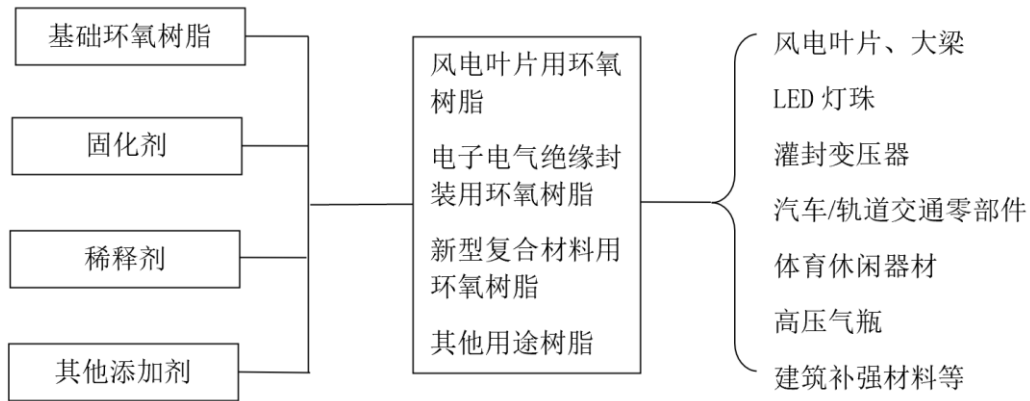 基础环氧树脂
固化剂
稀释剂
其他添加剂
风电叶片用环氧
树脂
电子电气绝缘封
装用环氧树脂
新型复合材料用
环氧树脂
其他用途树脂
风电叶片、大梁
LED 灯珠
灌封变压器
汽车/轨道交通零部件
体育休闲器材
高压气瓶
建筑补强材料等